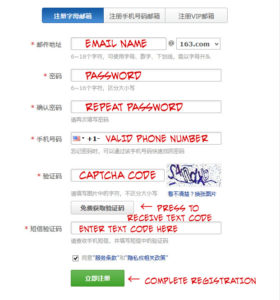 注册字母邮箱 注册手机号码邮箱 注册VIP邮箱
* 邮件地址 EMAIL NAME @ 163.com
6~18个字符，可使用字母、数字、下划线，需以字母开头
* 密码 PASSWORD
6~16个字符，区分大小写
* 确认密码 REPEAT PASSWORD
请再次填写密码
* 手机号码 +1- VALID PHONE NUMBER
忘记密码时，可以通过该手机号码快速找回密码
* 验证码 CAPTCHA CODE
请填写图片中的字符，不区分大小写 看不清楚？换张图片
免费获取验证码 PRESS TO
RECEIVE TEXT CODE
* 短信验证码 ENTER TEXT CODE HERE
请查收手机短信，并填写短信中的验证码
同意"服务条款"和"隐私权相关政策"
立即注册 COMPLETE REGISTRATION